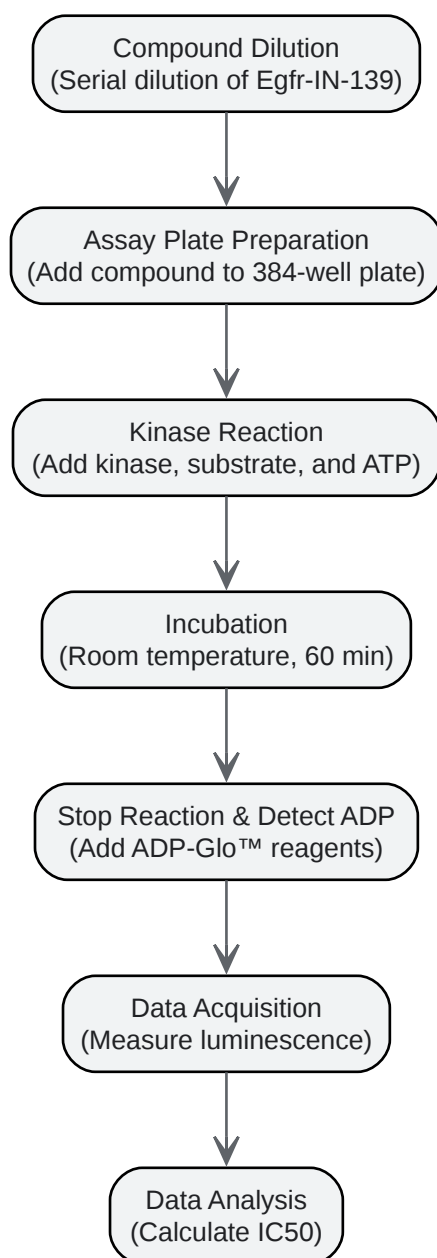 Compound Dilution
(Serial dilution of Egfr-IN-139)
Assay Plate Preparation
(Add compound to 384-well plate)
Kinase Reaction
(Add kinase, substrate, and ATP)
Incubation
(Room temperature, 60 min)
Stop Reaction & Detect ADP
(Add ADP-Glo™ reagents)
Data Acquisition
(Measure luminescence)
Data Analysis
(Calculate IC50)